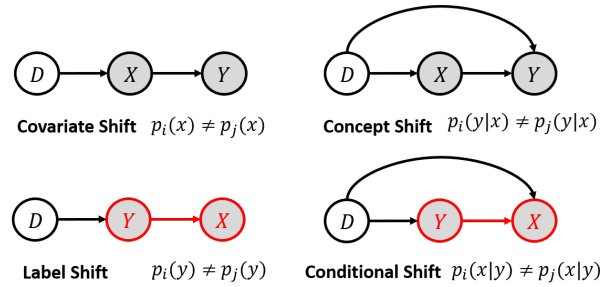 D X Y
D X Y
Covariate Shift p_i(x) ≠ p_j(x)
Concept Shift p_i(y|x) ≠ p_j(y|x)
D Y X
D Y X
Label Shift p_i(y) ≠ p_j(y)
Conditional Shift p_i(x|y) ≠ p_j(x|y)